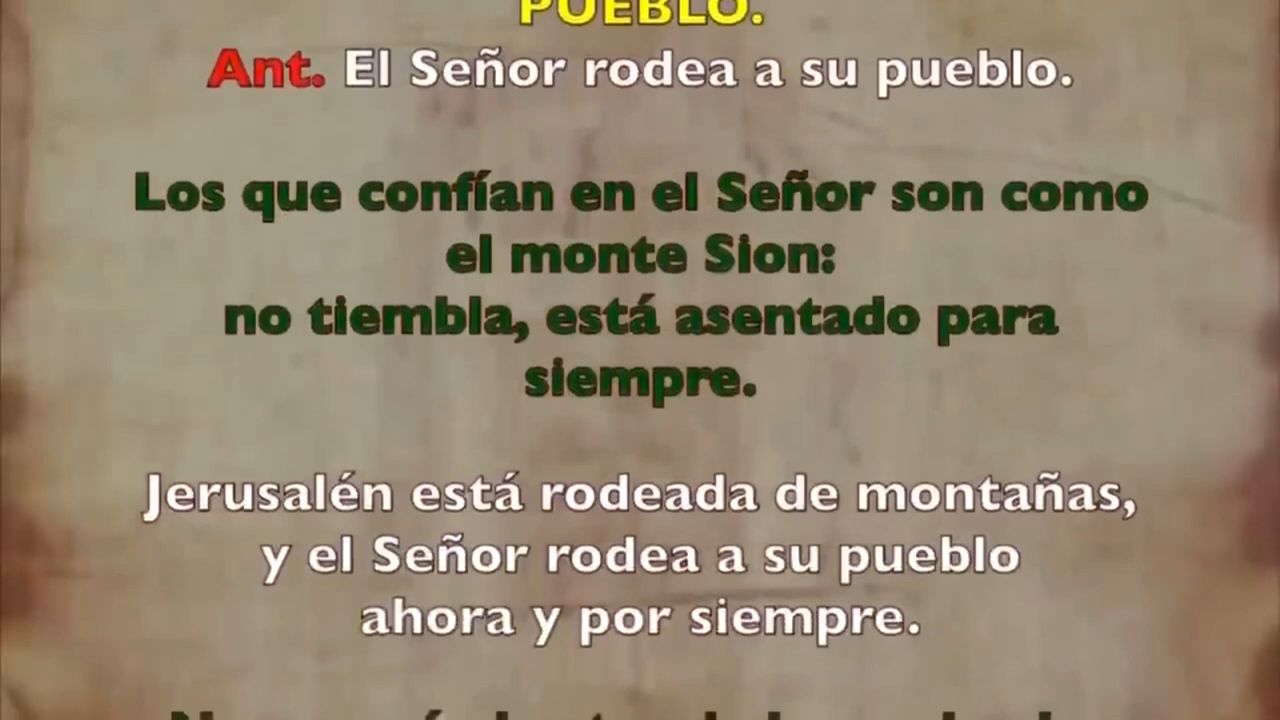 PUEBLO.
Ant. El Señor rodea a su pueblo.
Los que confían en el Señor son como
el monte Sion:
no tiembla, está asentado para
siempre.
Jerusalén está rodeada de montañas,
y el Señor rodea a su pueblo
ahora y por siempre.